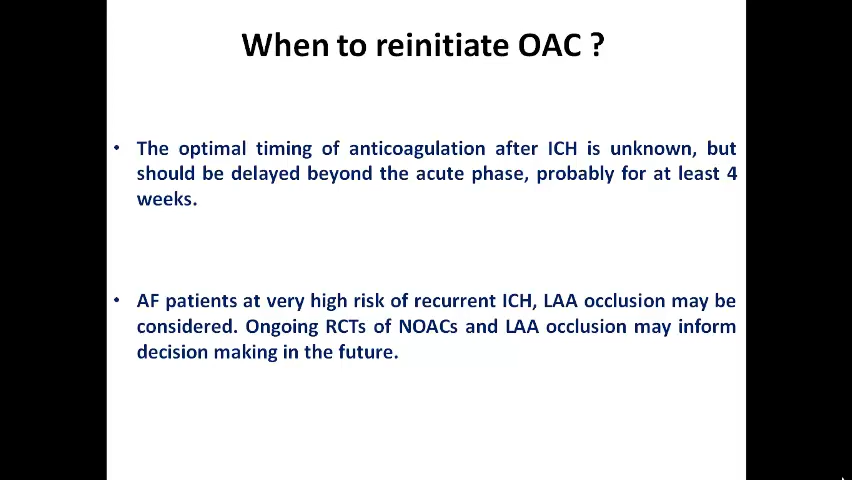 When to reinitiate OAC ?
• The optimal timing of anticoagulation after ICH is unknown, but
should be delayed beyond the acute phase, probably for at least 4
weeks.
• AF patients at very high risk of recurrent ICH, LAA occlusion may be
considered. Ongoing RCTs of NOACs and LAA occlusion may inform
decision making in the future.